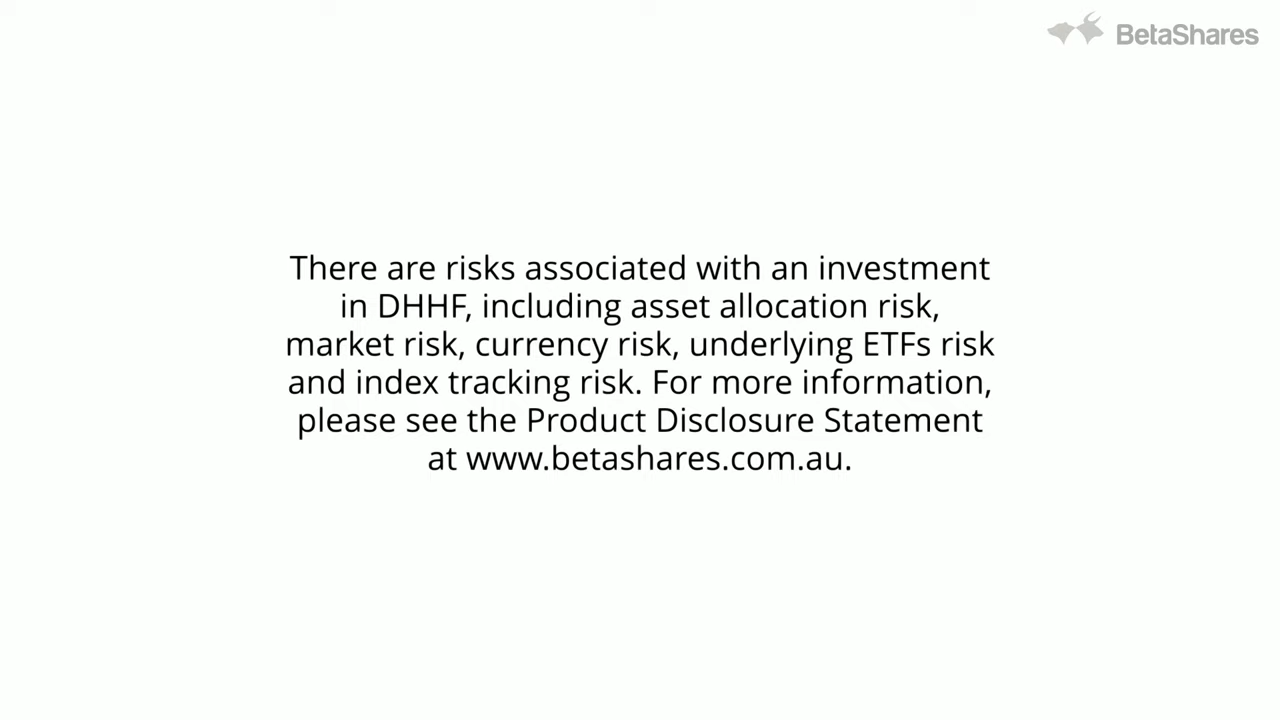 BetaShares
There are risks associated with an investment
in DHHF, including asset allocation risk,
market risk, currency risk, underlying ETFs risk
and index tracking risk. For more information,
please see the Product Disclosure Statement
at www.betashares.com.au.